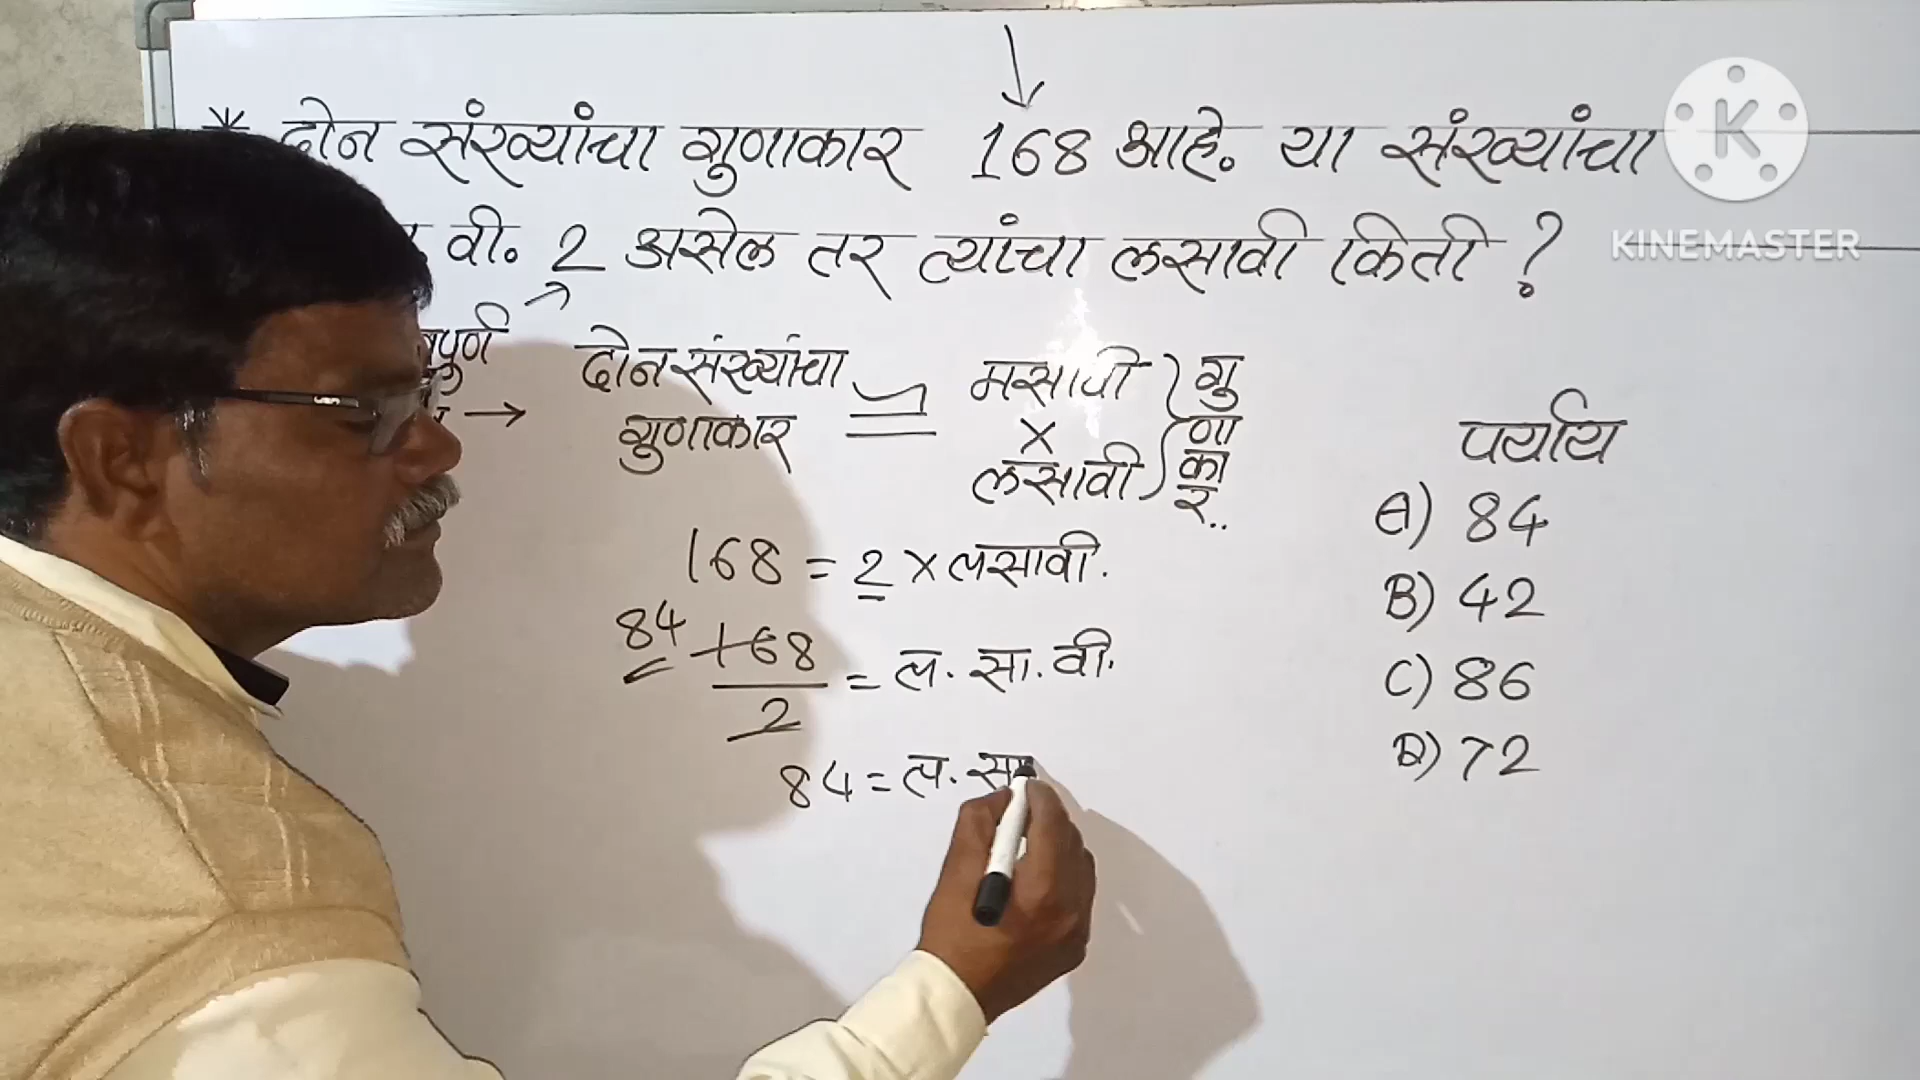 * दोन संख्यांचा गुणाकार 168 आहे. या संख्यांचा
वी. 2 असेल तर त्यांचा लसावी किती ?
दोन संख्यांचा
गुणाकार = मसावी × लसावी गुणाकार..
168 = 2 × लसावी.
84 168 / 2 = ल. सा. वी.
84 = ल. सा
पर्याय
A) 84
B) 42
C) 86
D) 72
K
KINEMASTER